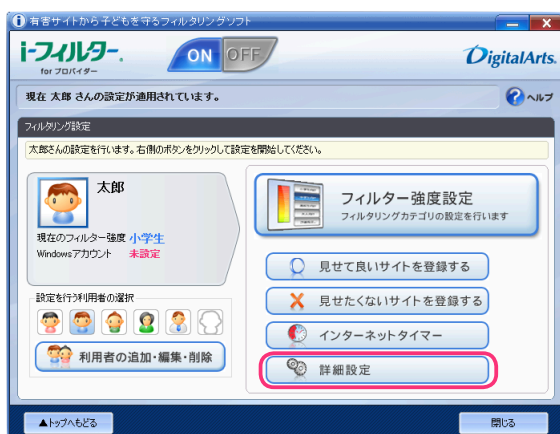 有害サイトから子どもを守るフィルタリングソフト
i-フィルター.
for プロバイダー
ON OFF
DigitalArts.
現在 太郎 さんの設定が適用されています。
ヘルプ
フィルタリング設定
太郎さんの設定を行います。右側のボタンをクリックして設定を開始してください。
太郎
現在のフィルター強度 小学生
Windowsアカウント 未設定
設定を行う利用者の選択
利用者の追加・編集・削除
フィルター強度設定
フィルタリングカテゴリの設定を行います
見せて良いサイトを登録する
見せたくないサイトを登録する
インターネットタイマー
詳細設定
▲トップへもどる
閉じる